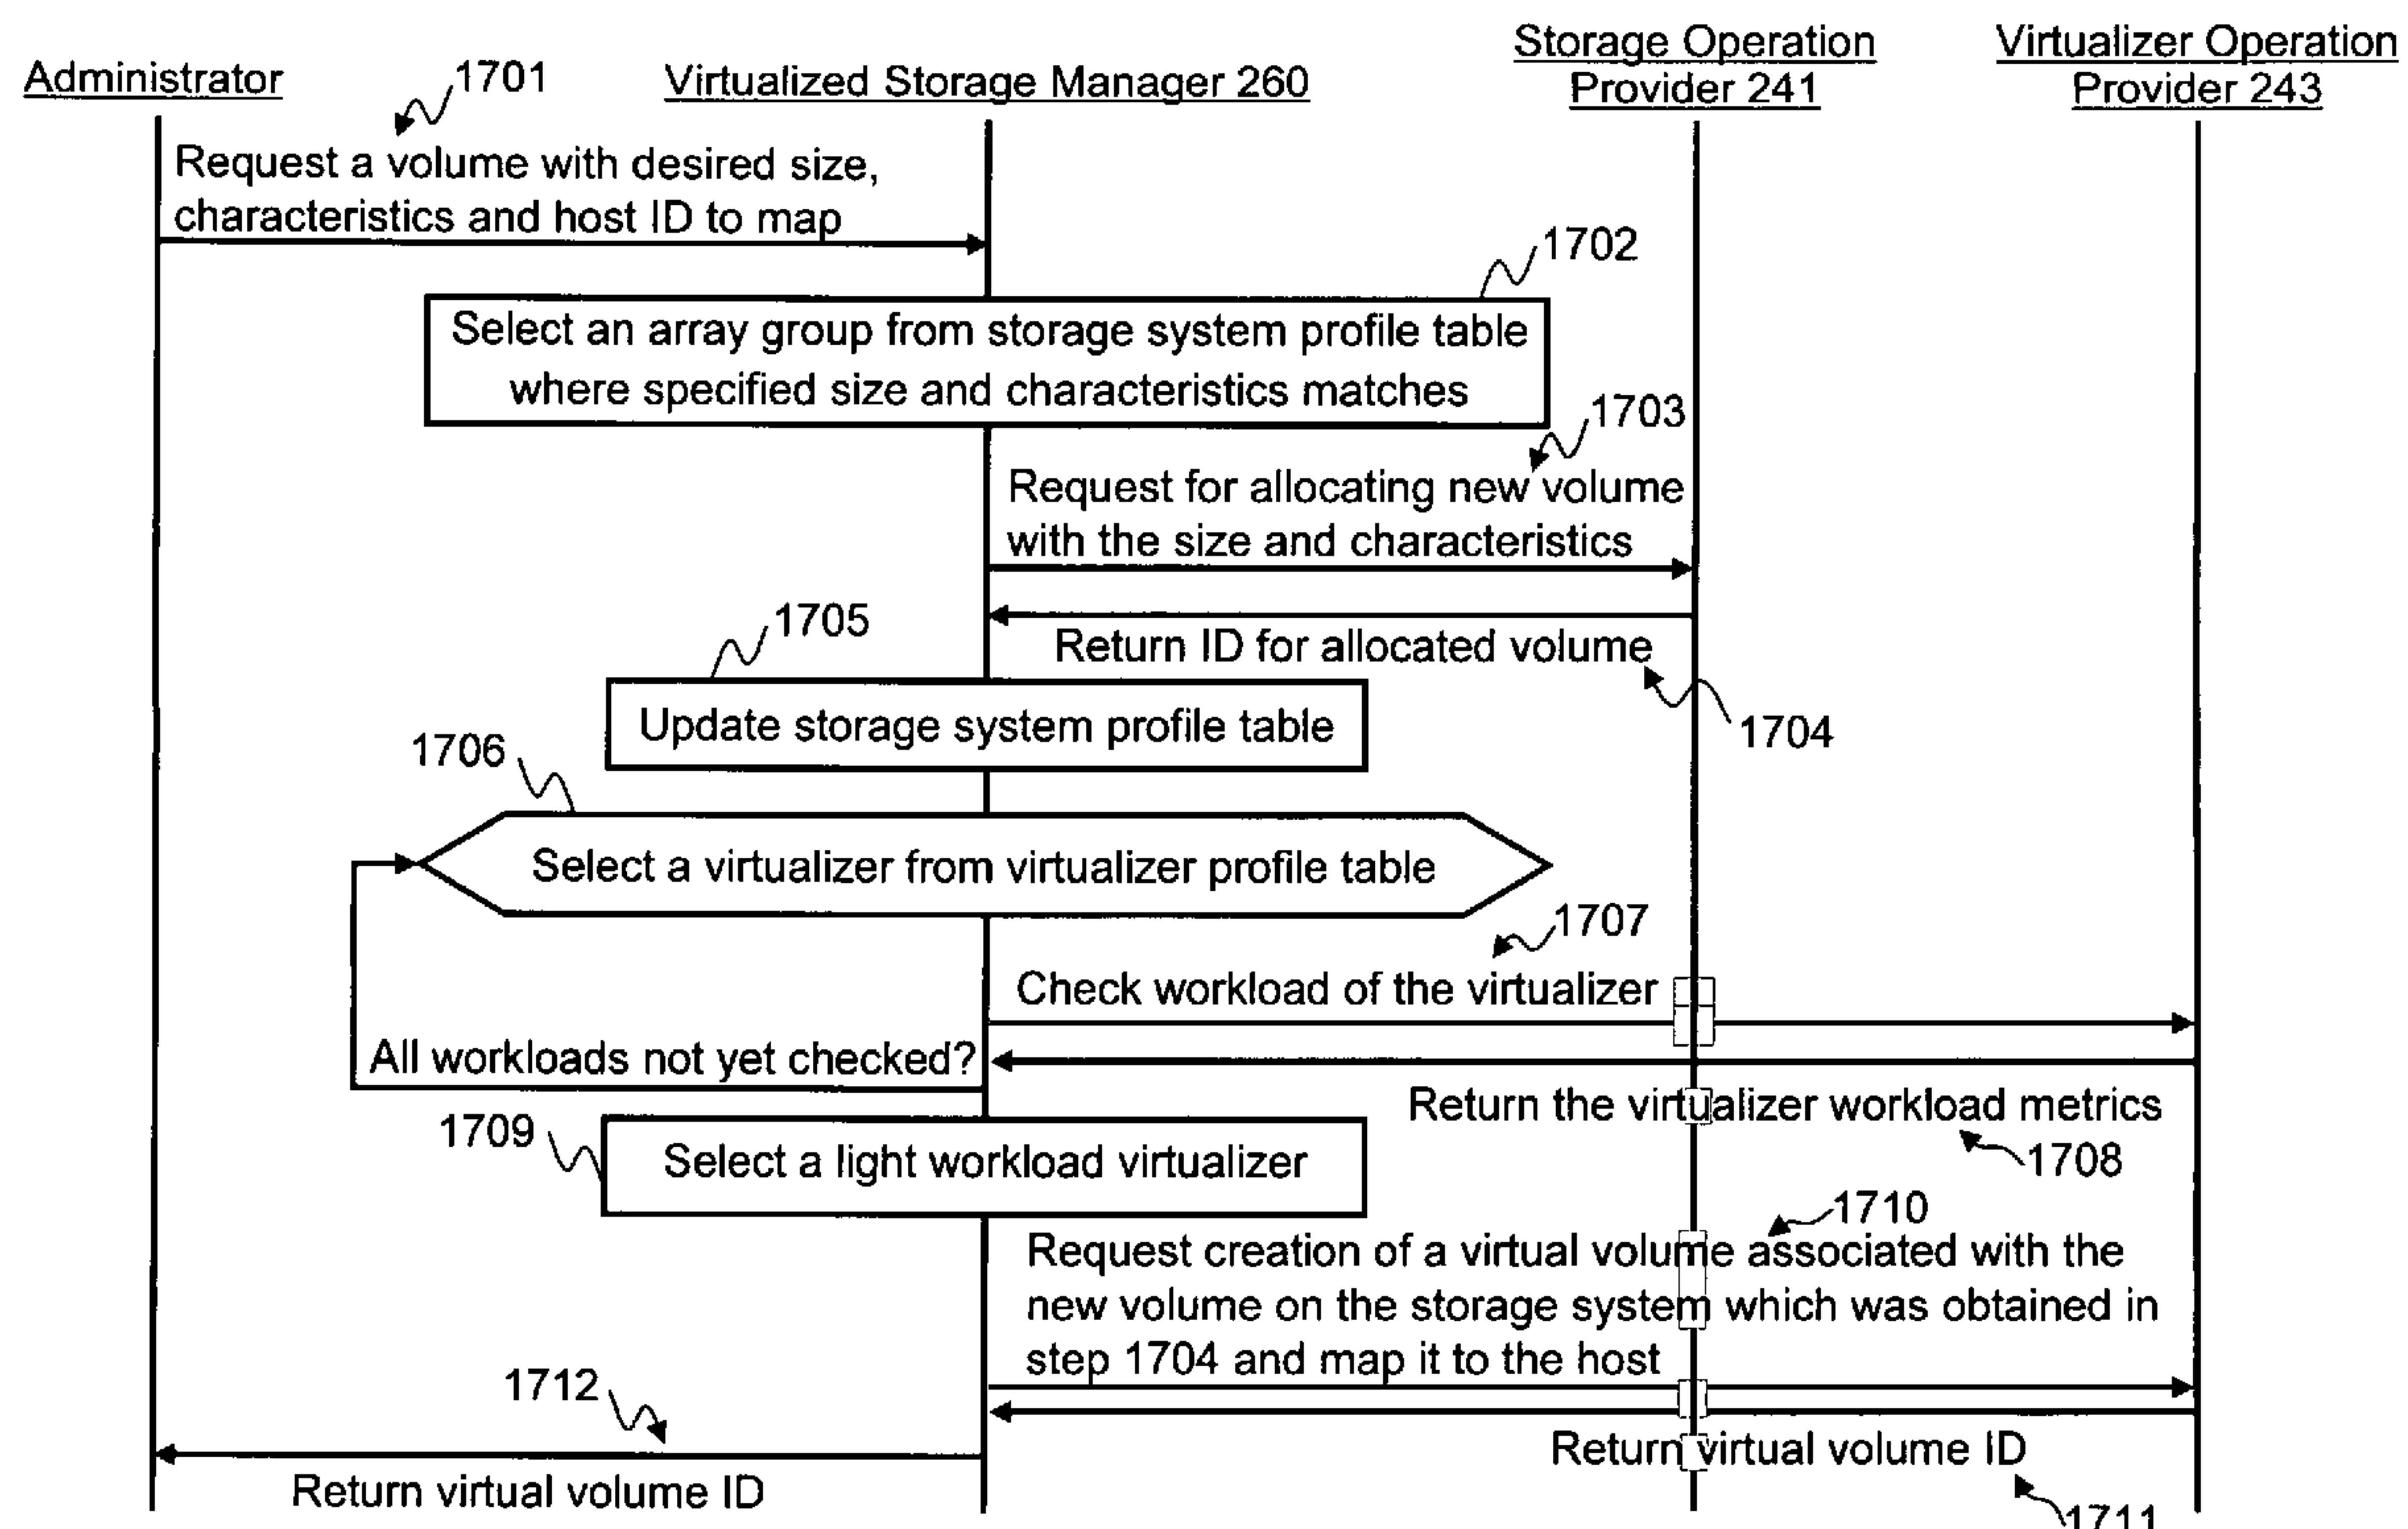 Administrator
1701
Virtualized Storage Manager 260
Storage Operation
Provider 241
Virtualizer Operation
Provider 243
Request a volume with desired size,
characteristics and host ID to map
1702
Select an array group from storage system profile table
where specified size and characteristics matches
1703
Request for allocating new volume
with the size and characteristics
1705
Return ID for allocated volume
1704
Update storage system profile table
1706
Select a virtualizer from virtualizer profile table
1707
Check workload of the virtualizer
All workloads not yet checked?
Return the virtualizer workload metrics
1708
1709
Select a light workload virtualizer
1710
Request creation of a virtual volume associated with the
new volume on the storage system which was obtained in
step 1704 and map it to the host
1712
Return virtual volume ID
1711
Return virtual volume ID